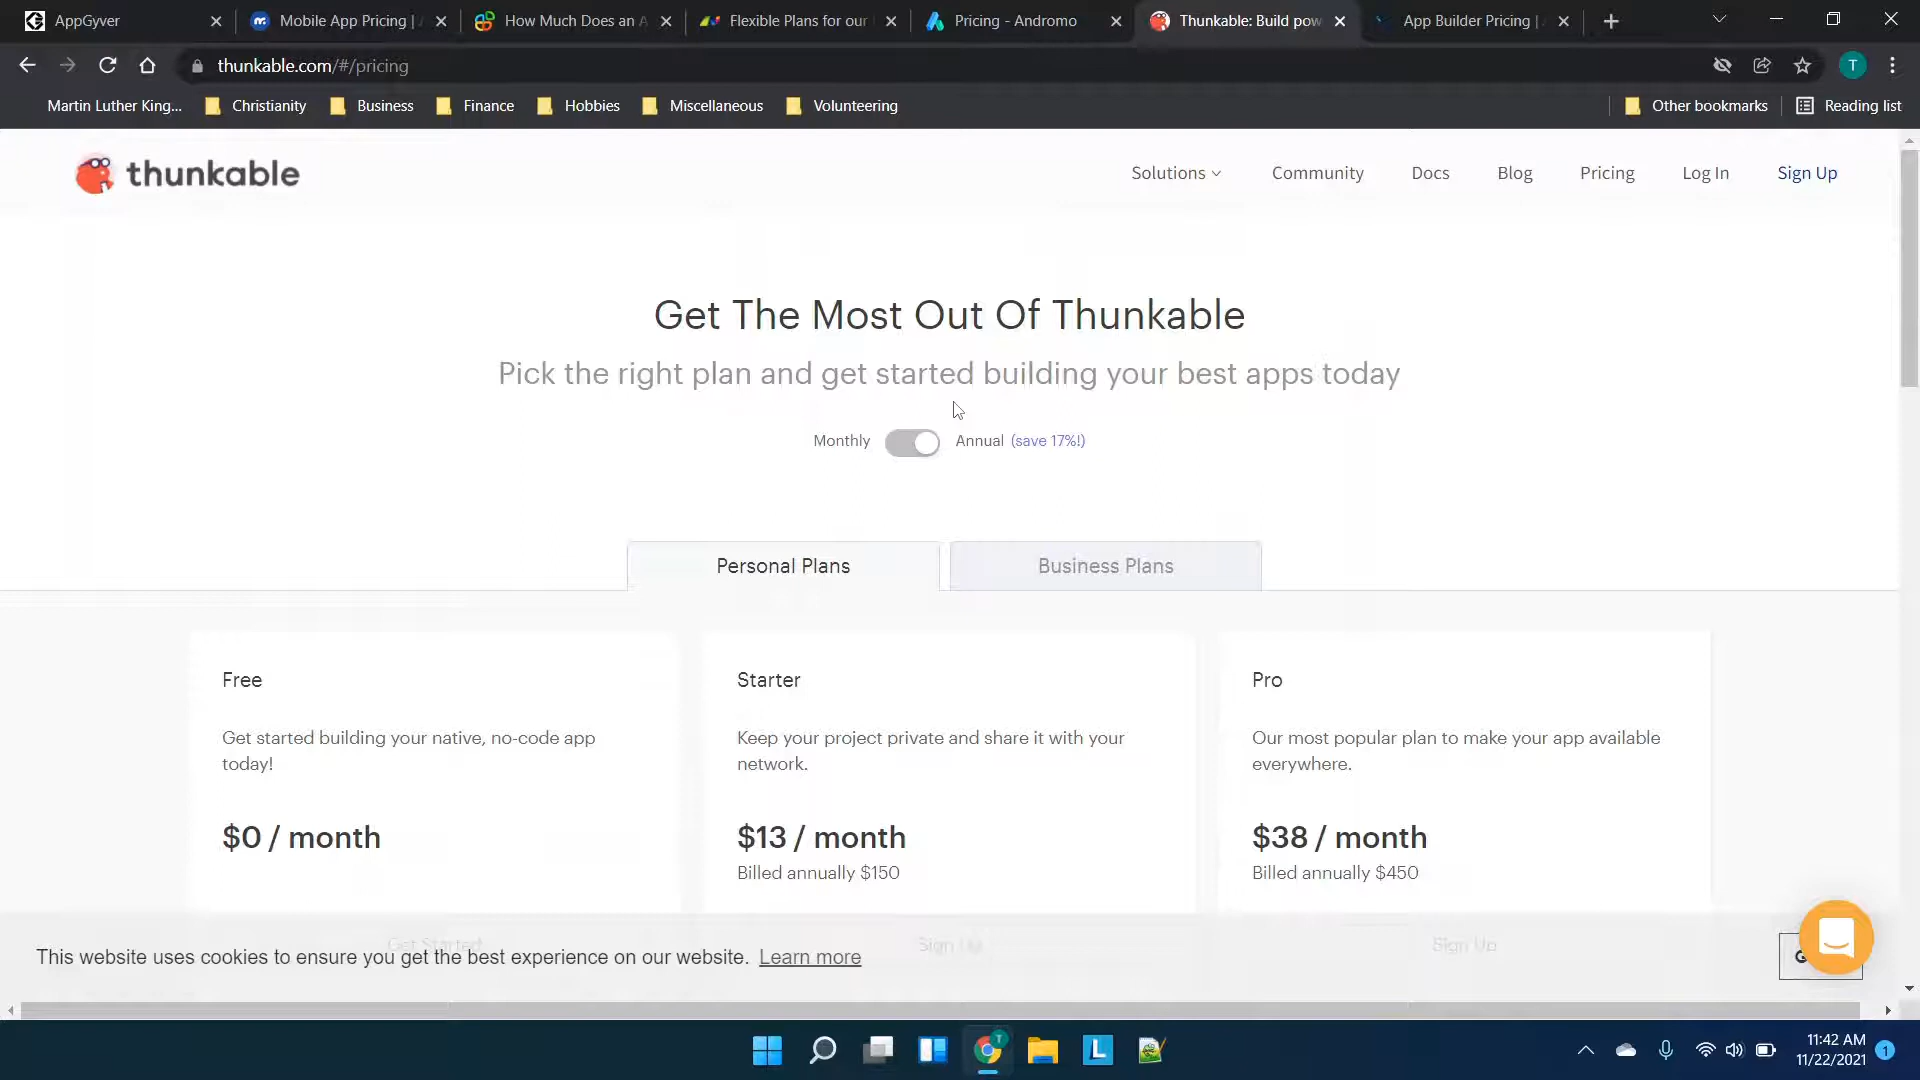 AppGyver
Mobile App Pricing |
How Much Does an A
Flexible Plans for our
Pricing - Andromo
Thunkable: Build pow
App Builder Pricing |
thunkable.com/#/pricing
T
Martin Luther King...
Christianity
Business
Finance
Hobbies
Miscellaneous
Volunteering
Other bookmarks
Reading list
thunkable
Solutions
Community
Docs
Blog
Pricing
Log In
Sign Up
Get The Most Out Of Thunkable
Pick the right plan and get started building your best apps today
Monthly
Annual (save 17%!)
Personal Plans
Business Plans
Free
Get started building your native, no-code app
today!
$0 / month
Get Started
Starter
Keep your project private and share it with your
network.
$13 / month
Billed annually $150
Sign Up
Pro
Our most popular plan to make your app available
everywhere.
$38 / month
Billed annually $450
Sign Up
This website uses cookies to ensure you get the best experience on our website. Learn more
T
L
11:42 AM
11/22/2021
1